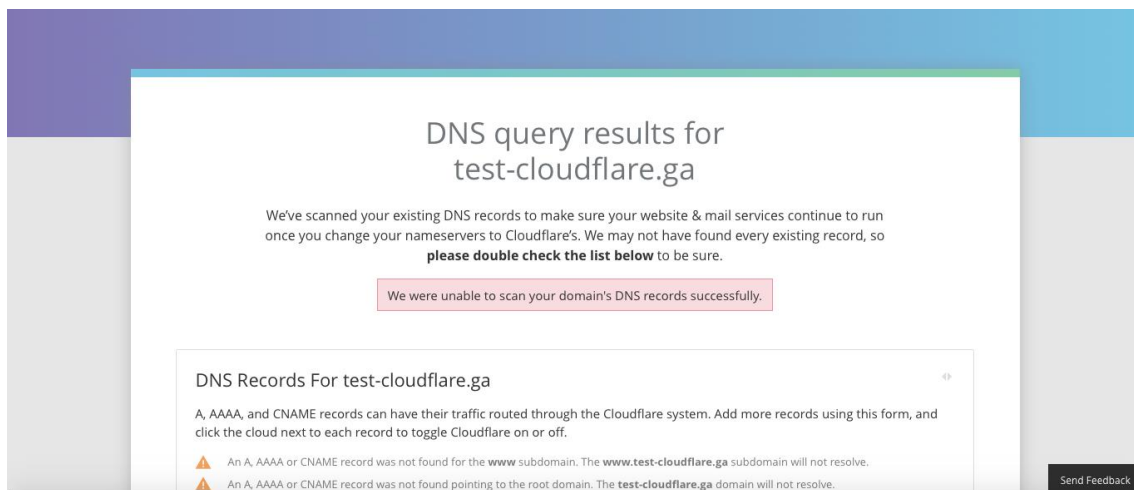 DNS query results for
test-cloudflare.ga
We've scanned your existing DNS records to make sure your website & mail services continue to run
once you change your nameservers to Cloudflare's. We may not have found every existing record, so
please double check the list below to be sure.
We were unable to scan your domain's DNS records successfully.
DNS Records For test-cloudflare.ga
A, AAAA, and CNAME records can have their traffic routed through the Cloudflare system. Add more records using this form, and
click the cloud next to each record to toggle Cloudflare on or off.
An A, AAAA or CNAME record was not found for the www subdomain. The www.test-cloudflare.ga subdomain will not resolve.
An A, AAAA or CNAME record was not found pointing to the root domain. The test-cloudflare.ga domain will not resolve.
Send Feedback